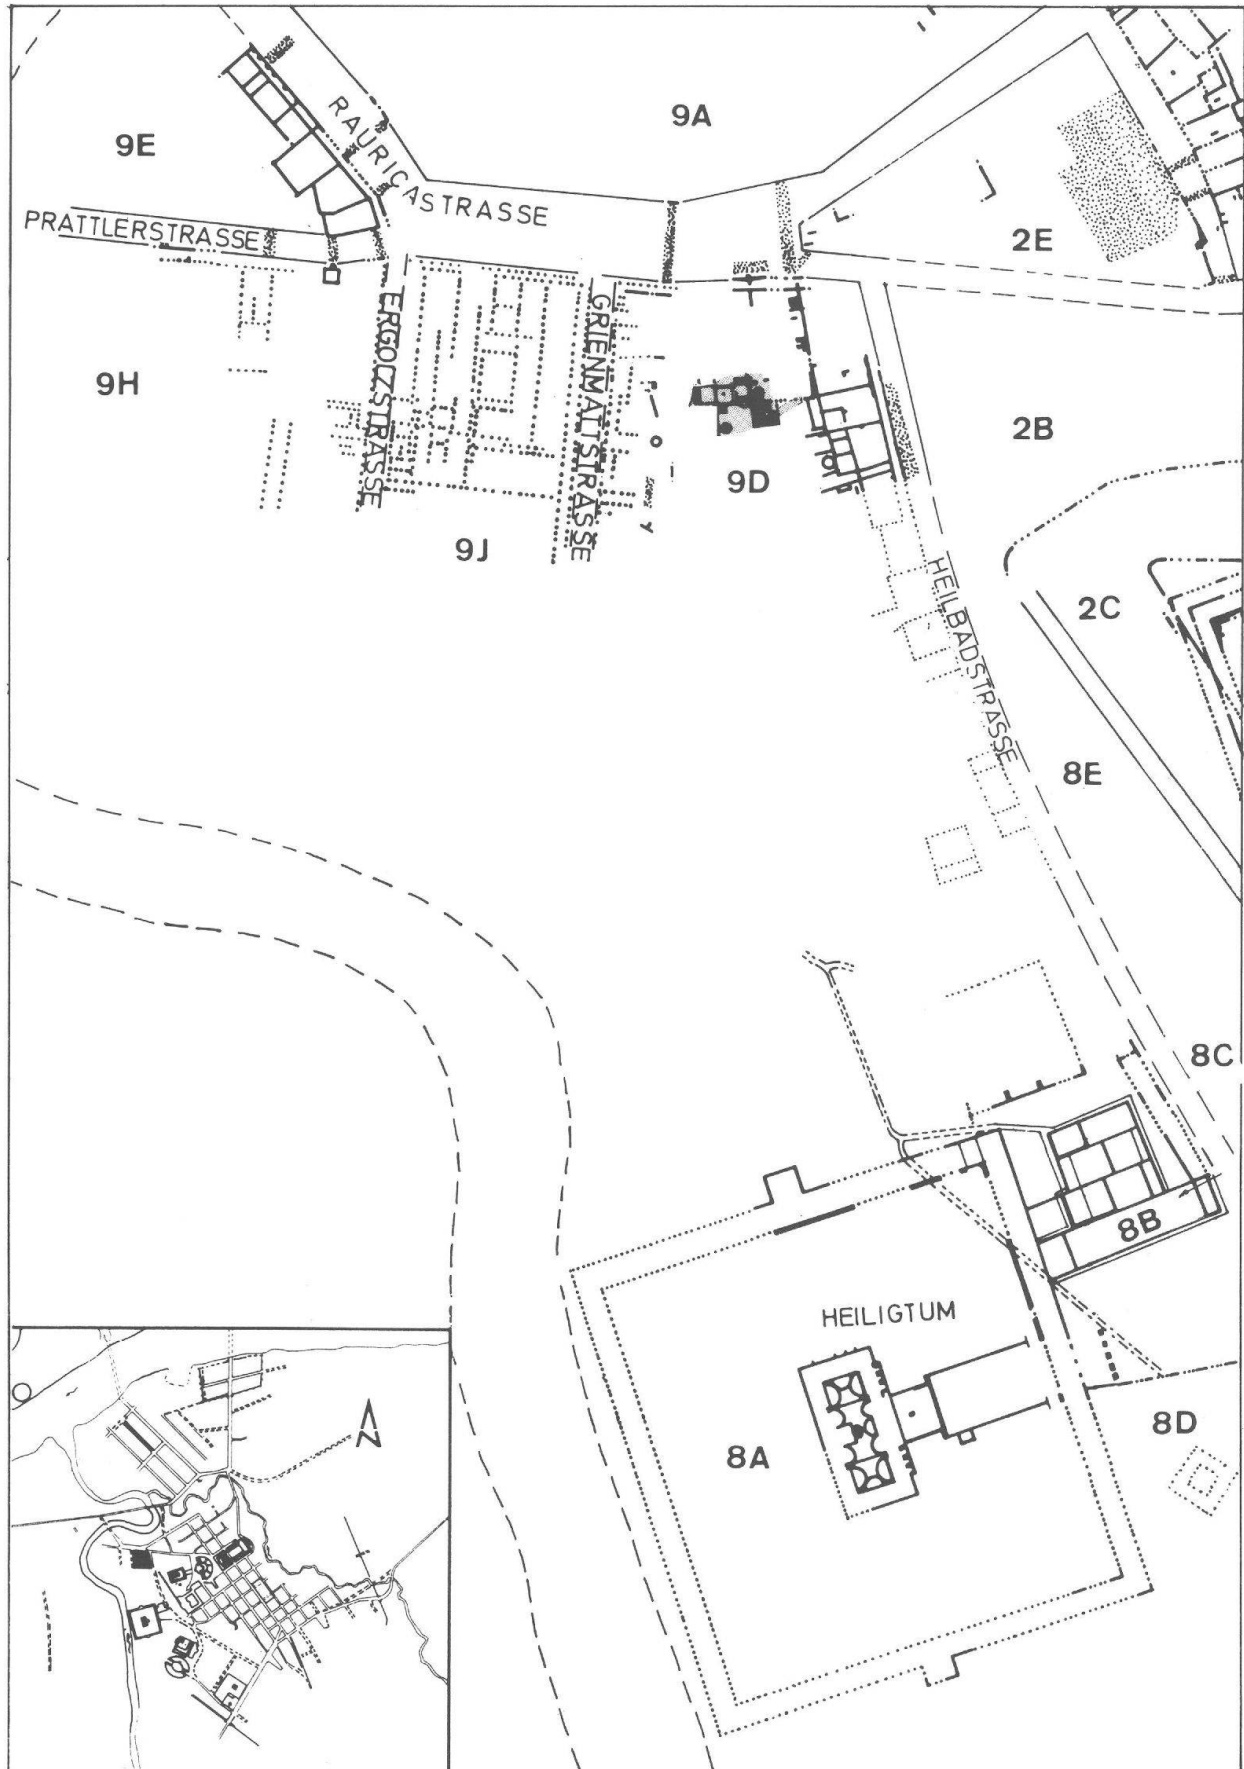 9A
9E
RAURICASTRASSE
PRATTLERSTRASSE
2E
ERGOLZSTRASSE
GRIENMATTSTRASSE
9H
2B
9D
9J
HEILBADSTRASSE
2C
8E
8C
8B
HEILIGTUM
8A
8D
N